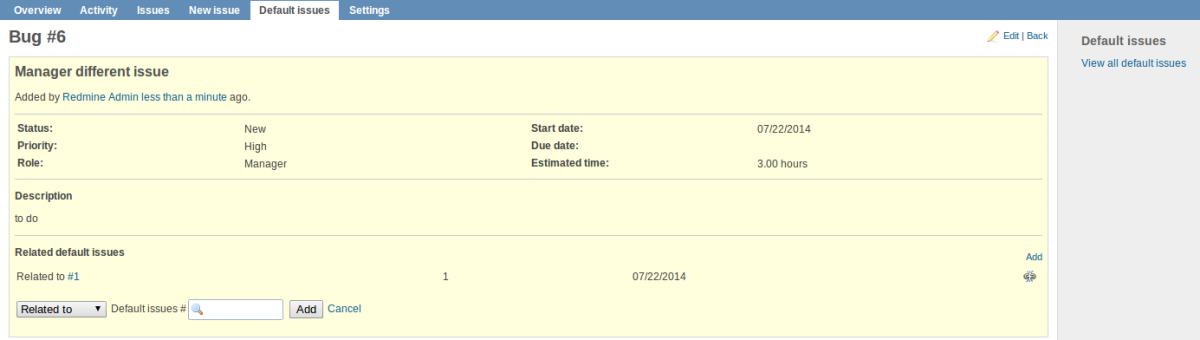 Overview Activity Issues New issue Default issues Settings
Bug #6
Edit | Back
Manager different issue
Added by Redmine Admin less than a minute ago.
Status: New Start date: 07/22/2014
Priority: High Due date:
Role: Manager Estimated time: 3.00 hours
Description
to do
Related default issues
Add
Related to #1 1 07/22/2014
Related to Default issues # Add Cancel
Default issues
View all default issues